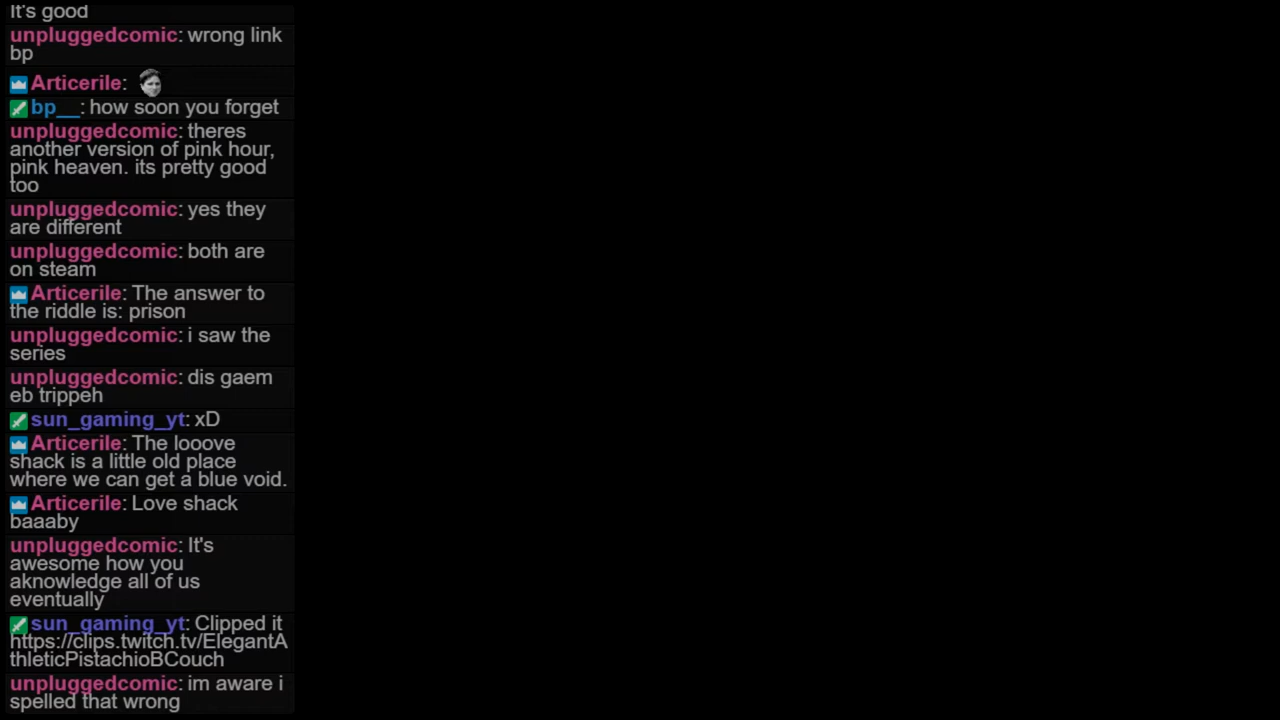 It's good
unpluggedcomic: wrong link
bp
Articerile:
bp__: how soon you forget
unpluggedcomic: theres
another version of pink hour,
pink heaven. its pretty good
too
unpluggedcomic: yes they
are different
unpluggedcomic: both are
on steam
Articerile: The answer to
the riddle is: prison
unpluggedcomic: i saw the
series
unpluggedcomic: dis gaem
eb trippeh
sun_gaming_yt: xD
Articerile: The looove
shack is a little old place
where we can get a blue void.
Articerile: Love shack
baaaby
unpluggedcomic: It's
awesome how you
aknowledge all of us
eventually
sun_gaming_yt: Clipped it
https://clips.twitch.tv/ElegantA
thleticPistachioBCouch
unpluggedcomic: im aware i
spelled that wrong